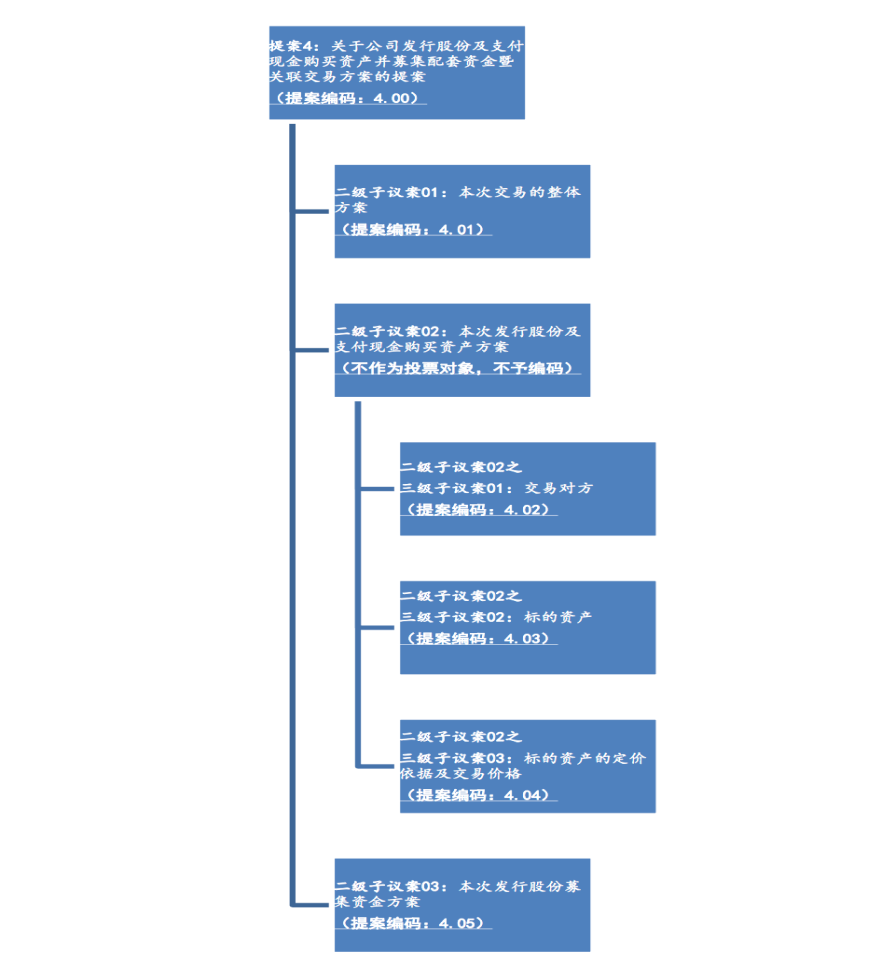 提案4：关于公司发行股份及支付
现金购买资产并募集配套资金暨
关联交易方案的提案
（提案编码：4.00）
二级子议案01：本次交易的整体
方案
（提案编码：4.01）
二级子议案02：本次发行股份及
支付现金购买资产方案
（不作为投票对象，不予编码）
二级子议案02之
三级子议案01：交易对方
（提案编码：4.02）
二级子议案02之
三级子议案02：标的资产
（提案编码：4.03）
二级子议案02之
三级子议案03：标的资产的定价
依据及交易价格
（提案编码：4.04）
二级子议案03：本次发行股份募
集资金方案
（提案编码：4.05）